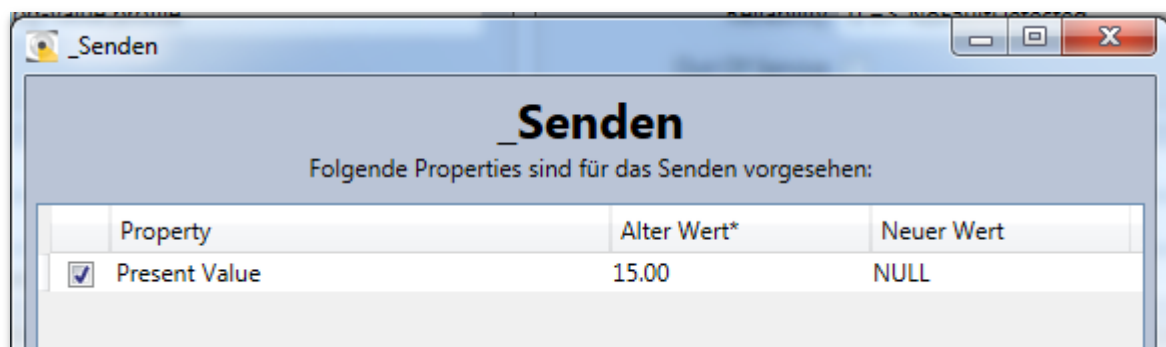 _Senden
_Senden
Folgende Properties sind für das Senden vorgesehen:
Property Alter Wert* Neuer Wert
Present Value 15.00 NULL